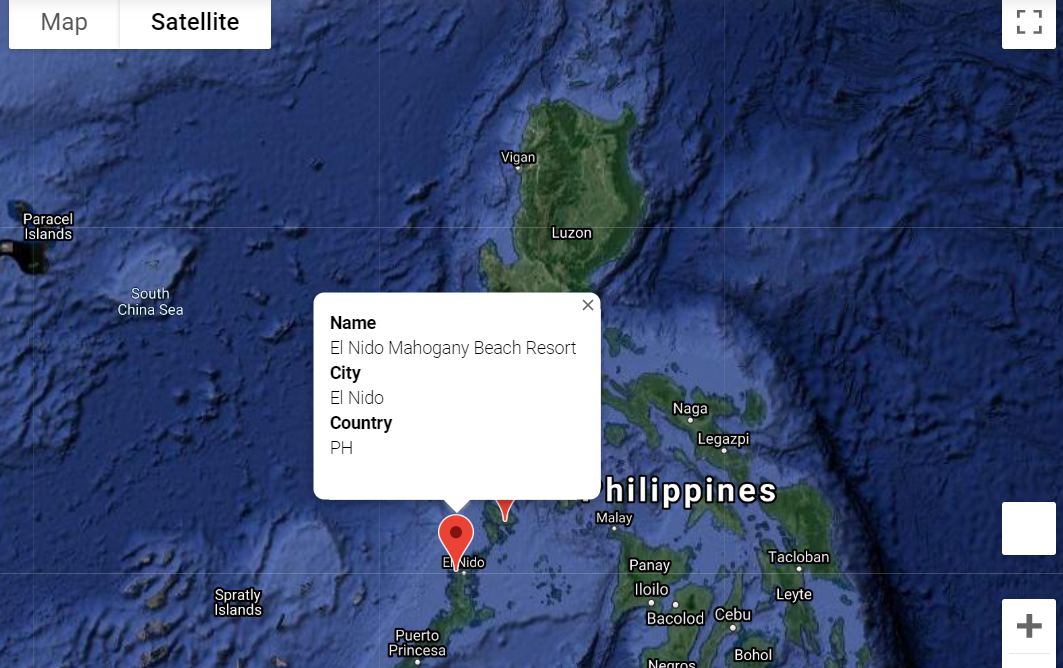 Map
Satellite
Vigan
Paracel
Islands
Luzon
South
China Sea
Name
El Nido Mahogany Beach Resort
City
El Nido
Country
PH
Naga
Legazpi
Philippines
Malay
El Nido
Tacloban
Panay
Iloilo
Leyte
Spratly
Islands
Bacolod
Cebu
Puerto
Princesa
Bohol
Negros